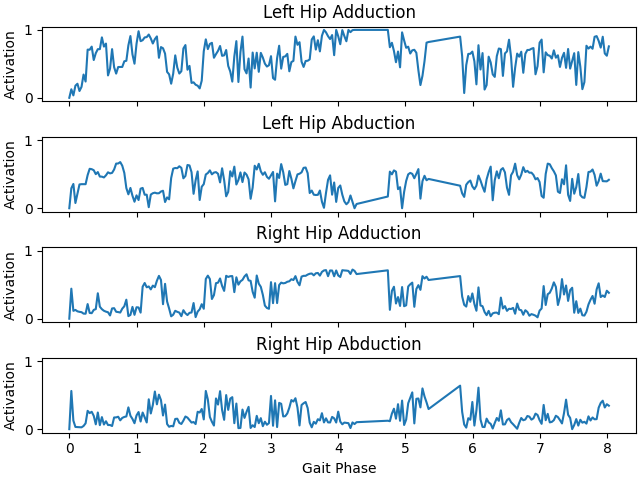 Left Hip Adduction
1
0
Activation
Left Hip Abduction
1
0
Activation
Right Hip Adduction
1
0
Activation
Right Hip Abduction
1
0
Activation
0 1 2 3 4 5 6 7 8
Gait Phase